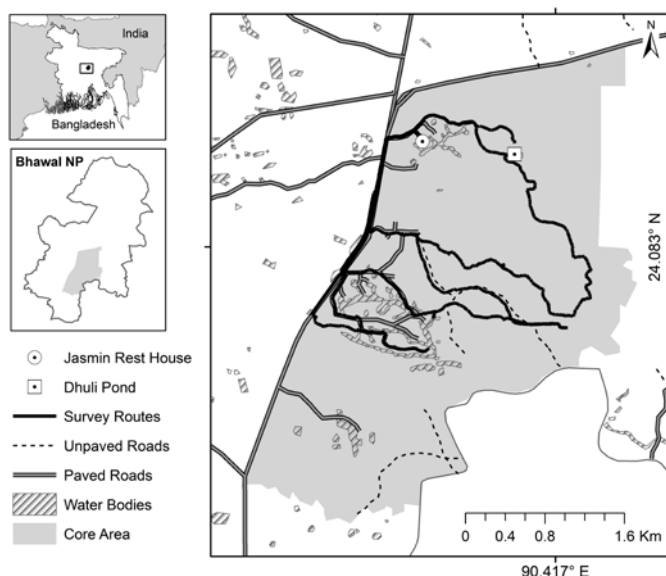 India
Bangladesh
Bhawal NP
Jasmin Rest House
Dhuli Pond
Survey Routes
Unpaved Roads
Paved Roads
Water Bodies
Core Area
N
24.083° N
0 0.4 0.8 1.6 Km
90.417° E